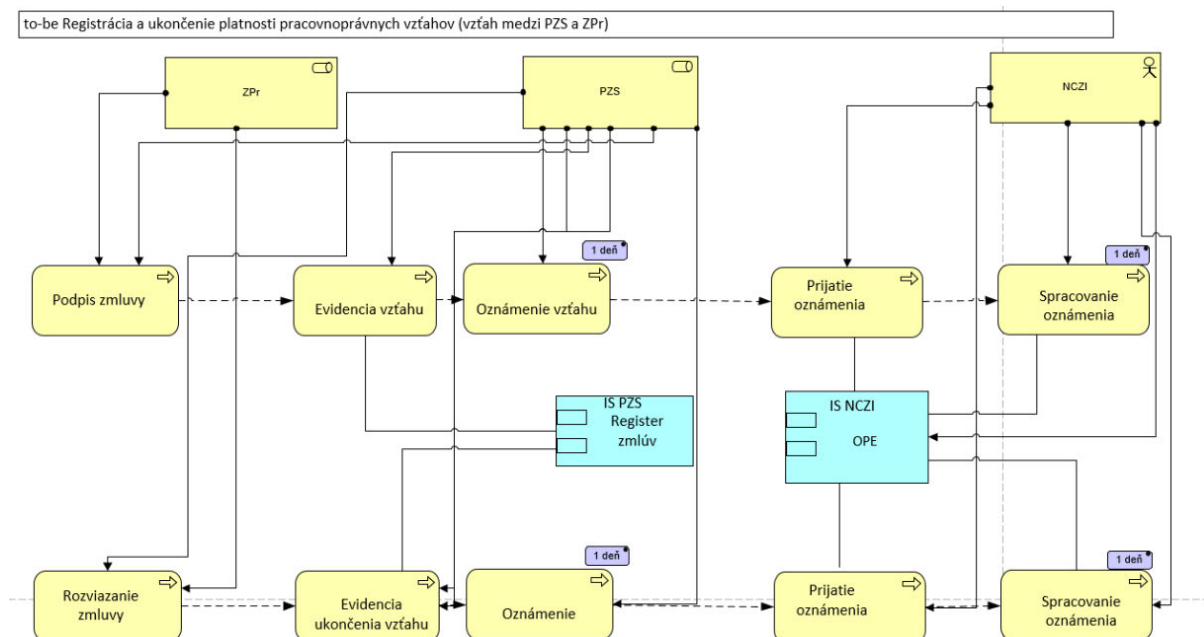 to-be Registrácia a ukončenie platnosti pracovnoprávnych vzťahov (vzťah medzi PZS a ZPr)
ZPr
PZS
NCZI
1 deň
1 deň
Podpis zmluvy
Evidencia vzťahu
Oznámenie vzťahu
Prijatie
oznámenia
Spracovanie
oznámenia
IS PZS
Register
zmlúv
IS NCZI
OPE
1 deň
1 deň
Rozviazanie
zmluvy
Evidencia
ukončenia vzťahu
Oznámenie
Prijatie
oznámenia
Spracovanie
oznámenia